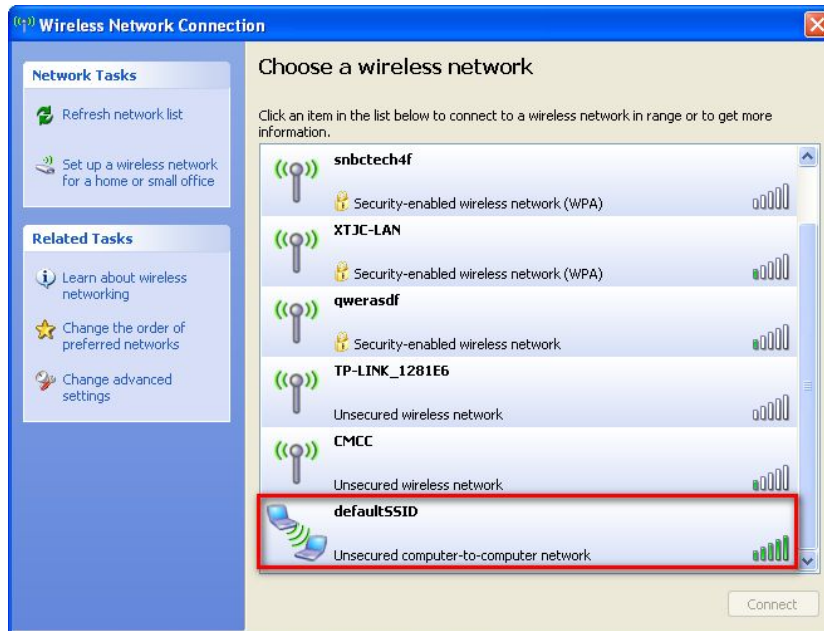 Wireless Network Connection
Network Tasks
Refresh network list
Set up a wireless network
for a home or small office
Related Tasks
Learn about wireless
networking
Change the order of
preferred networks
Change advanced
settings
Choose a wireless network
Click an item in the list below to connect to a wireless network in range or to get more
information.
snbctech4f
Security-enabled wireless network (WPA)
XTJC-LAN
Security-enabled wireless network (WPA)
qwerasdf
Security-enabled wireless network
TP-LINK_1281E6
Unsecured wireless network
CMCC
Unsecured wireless network
defaultSSID
Unsecured computer-to-computer network
Connect